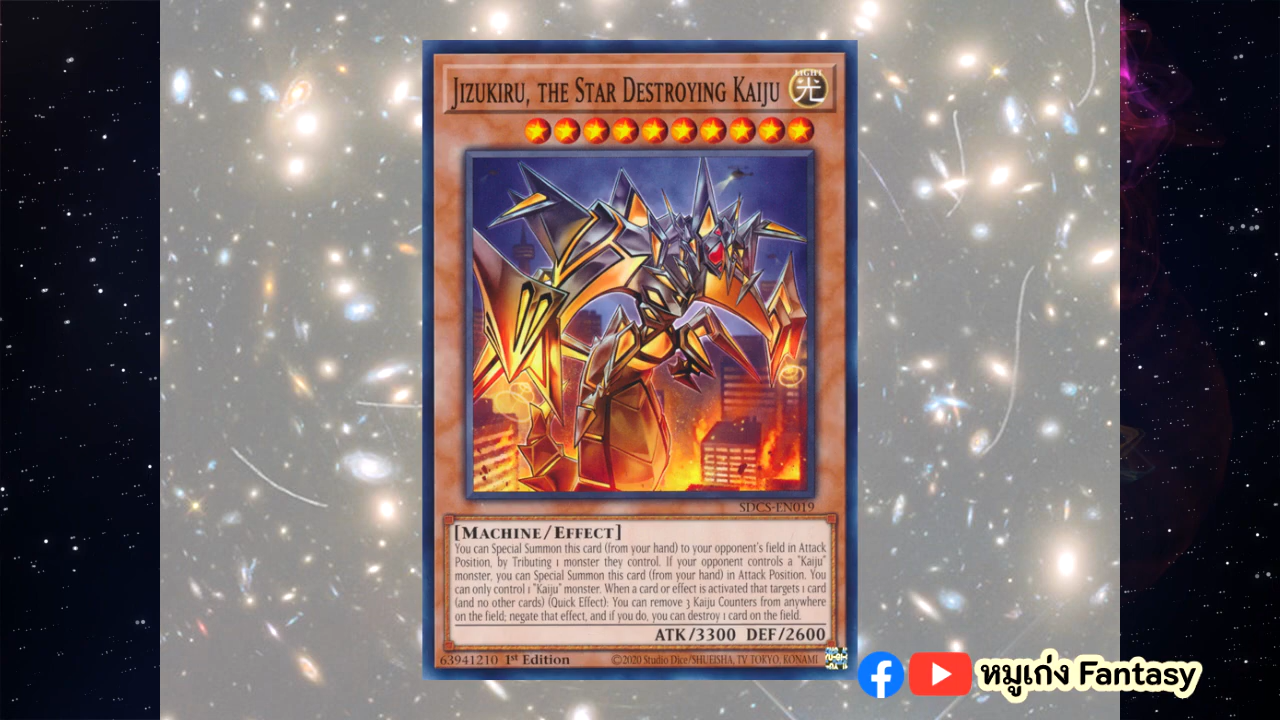 JIZUKIRU, THE STAR DESTROYING KAIJU
LIGHT
光
SDCS-EN019
[MACHINE/EFFECT]
You can Special Summon this card (from your hand) to your opponent's field in Attack
Position, by Tributing 1 monster they control. If your opponent controls a "Kaiju"
monster, you can Special Summon this card (from your hand) in Attack Position. You
can only control 1 "Kaiju" monster. When a card or effect is activated that targets 1 card
(and no other cards) (Quick Effect): You can remove 3 Kaiju Counters from anywhere
on the field; negate that effect, and if you do, you can destroy 1 card on the field.
ATK/3300 DEF/2600
63941210 1st Edition ©2020 Studio Dice/SHUEISHA, TV TOKYO, KONAMI
หมูเก่ง Fantasy